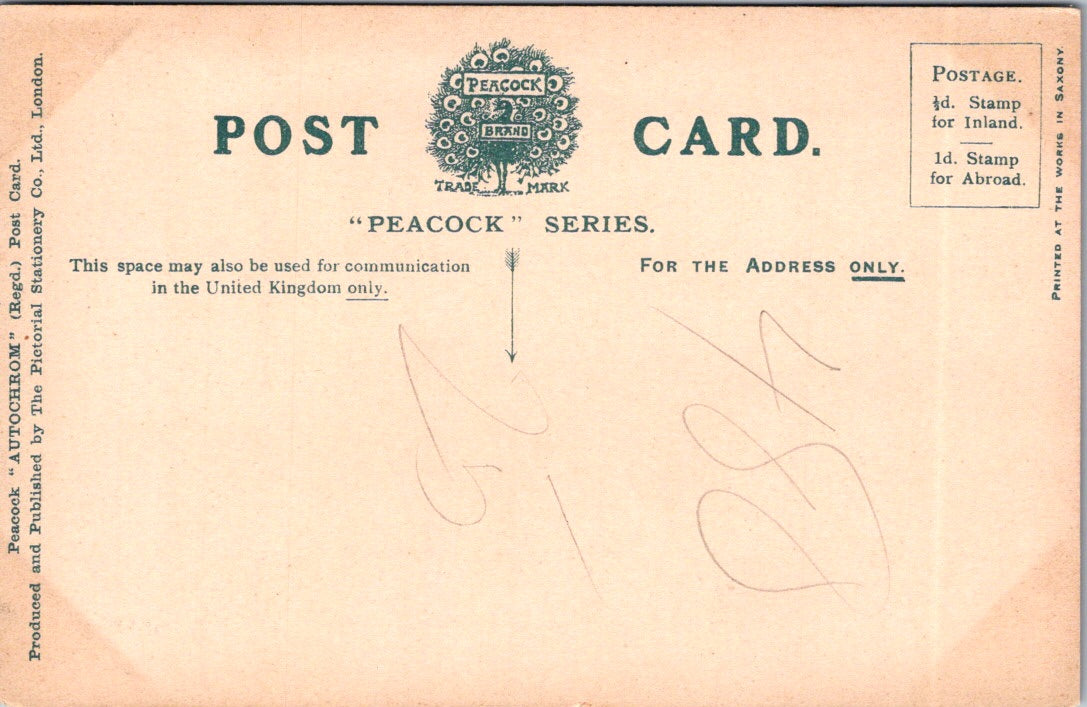 POST CARD.
PEACOCK
BRAND
TRADE MARK
"PEACOCK" SERIES.
This space may also be used for communication
in the United Kingdom only.
FOR THE ADDRESS ONLY.
POSTAGE.
½d. Stamp
for Inland.
1d. Stamp
for Abroad.
PRINTED AT THE WORKS IN SAXONY.
Peacock "AUTOCHROM" (Regd.) Post Card.
Produced and Published by The Pictorial Stationery Co., Ltd., London.